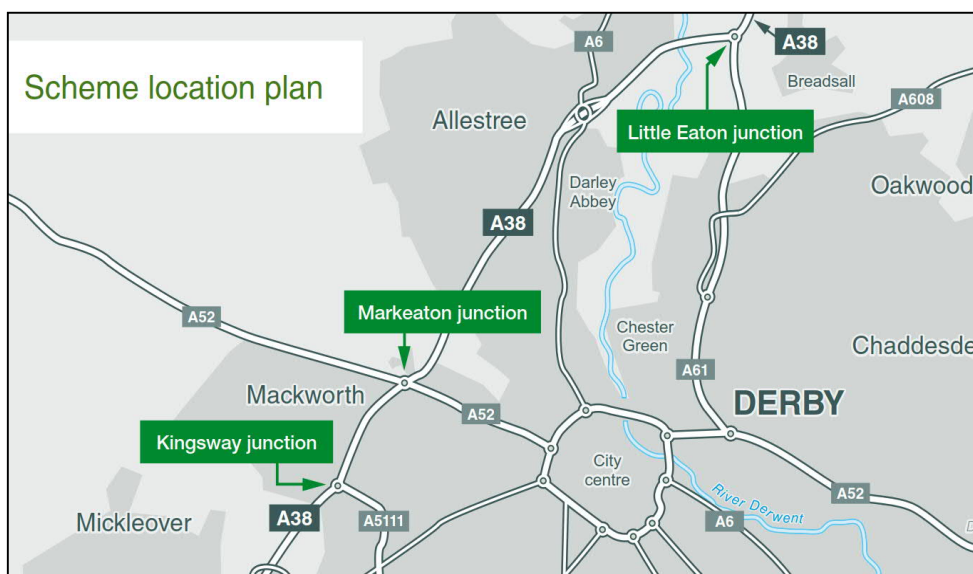 A6
A38
Scheme location plan
Breadsall
A608
Allestree
Little Eaton junction
Darley
Abbey
Oakwood
A38
Markeaton junction
A52
Chester
Green
Chaddesde
A61
Mackworth
DERBY
A52
Kingsway junction
City
centre
A52
River Derwent
Mickleover
A38
A5111
A6
D